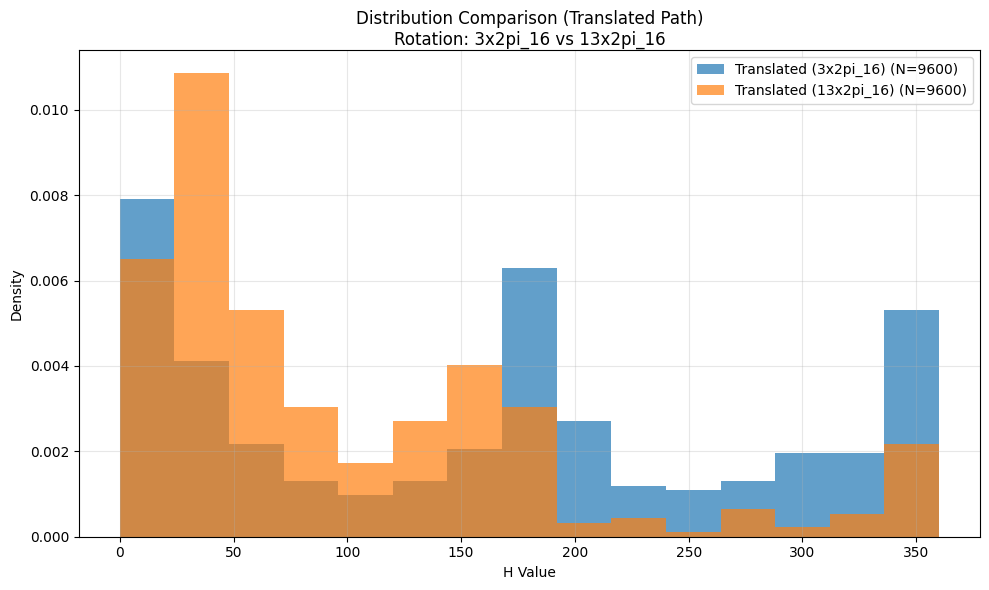 Distribution Comparison (Translated Path)
Rotation: 3x2pi_16 vs 13x2pi_16
Translated (3x2pi_16) (N=9600)
Translated (13x2pi_16) (N=9600)
0.010
0.008
0.006
0.004
0.002
0.000
Density
0 50 100 150 200 250 300 350
H Value